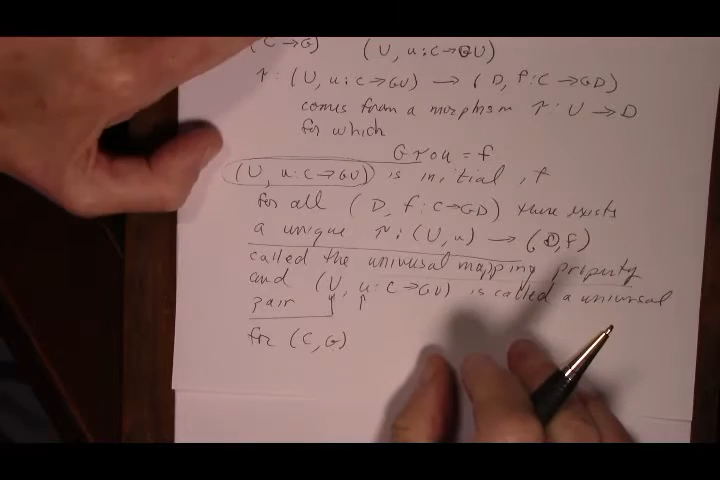 (C → G) (U, u : C → GU)
r : (U, u : C → GU) → (D, f : C → GD)
comes from a morphism r : U → D
for which
G r o u = f
(U, u : C → GU) is initial, if
for all (D, f : C → GD) there exists
a unique r : (U, u) → (D, f)
called the universal mapping property
and (U, u : C → GU) is called a universal
pair
for (C, G)